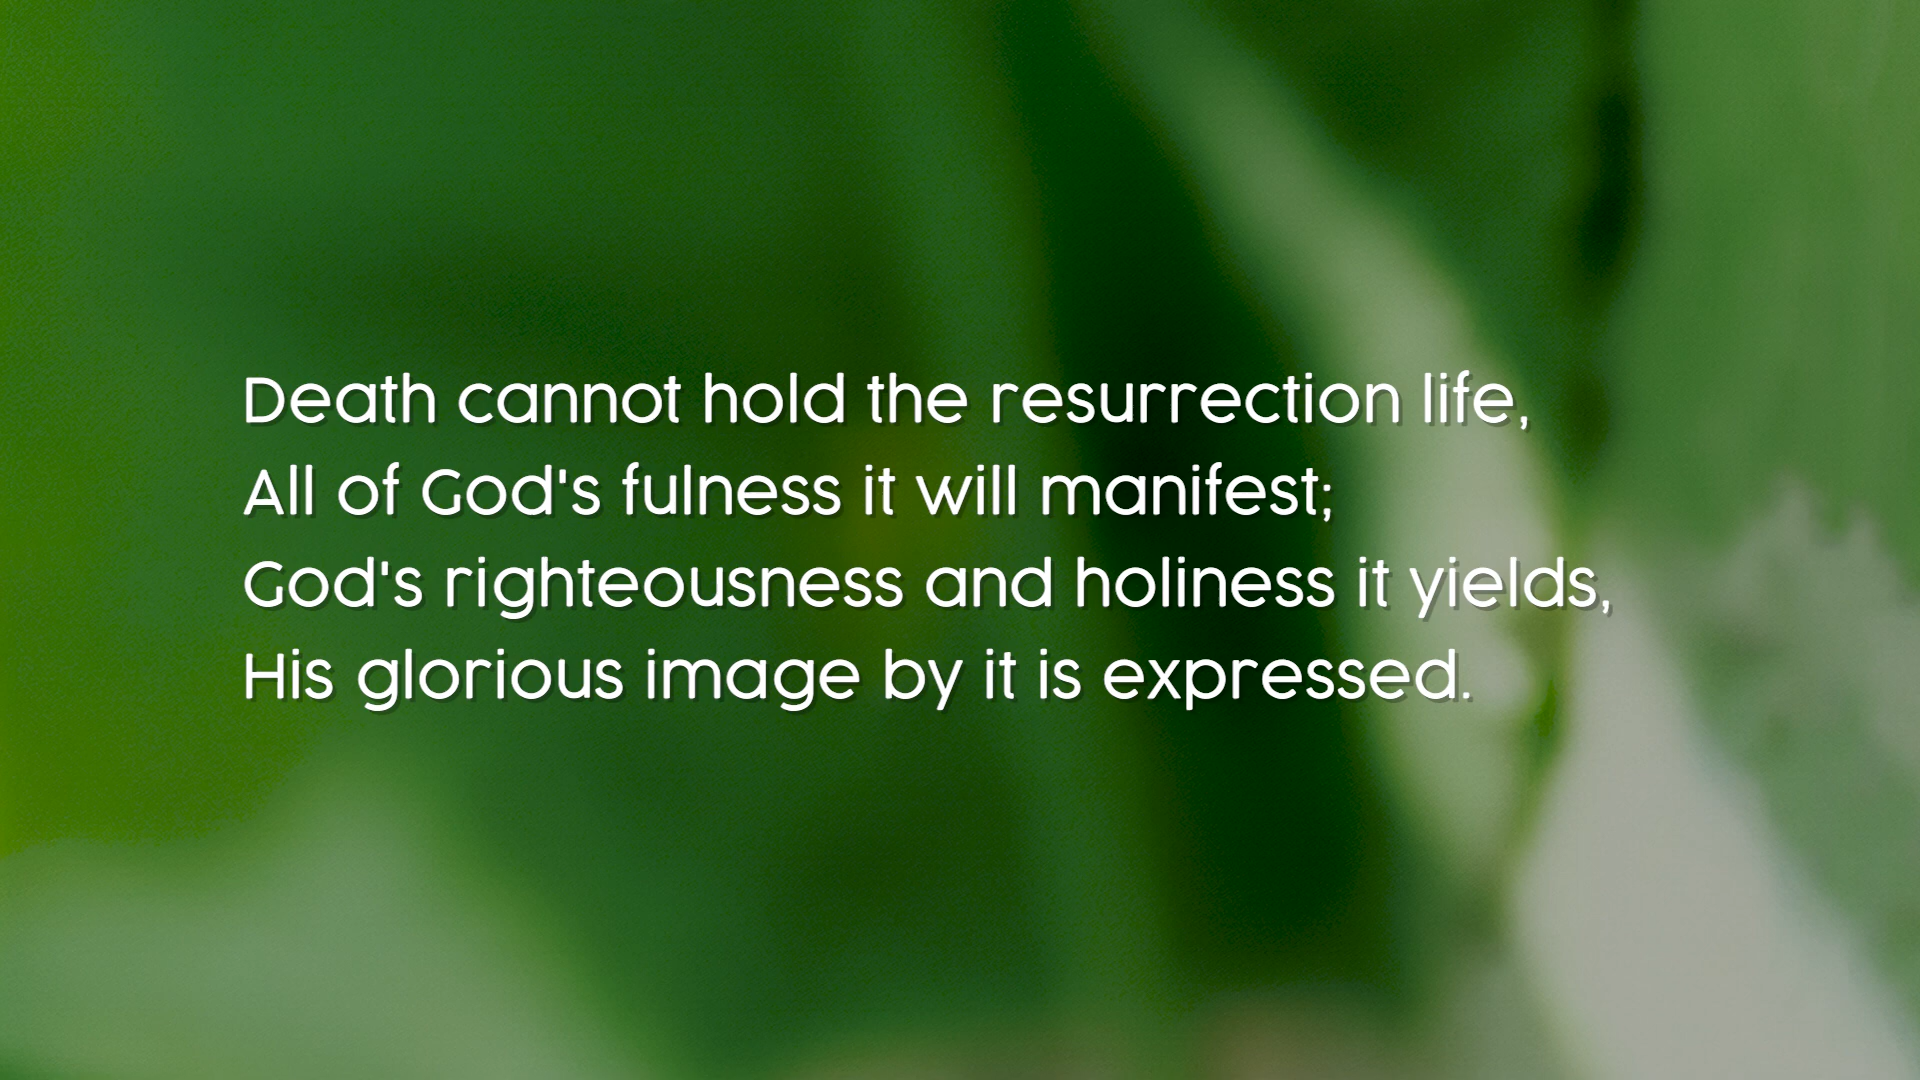 Death cannot hold the resurrection life,
All of God's fulness it will manifest;
God's righteousness and holiness it yields,
His glorious image by it is expressed.